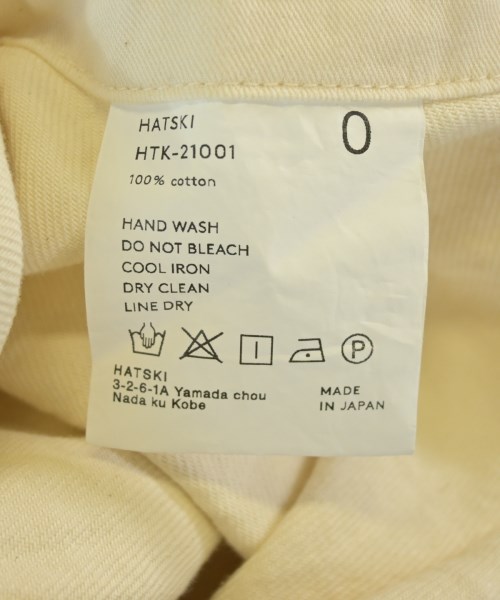 HATSKI
0
HTK-21001
100% cotton
HAND WASH
DO NOT BLEACH
COOL IRON
DRY CLEAN
LINE DRY
P
HATSKI
3-2-6-1A Yamada chou
Nada ku Kobe
MADE
IN JAPAN